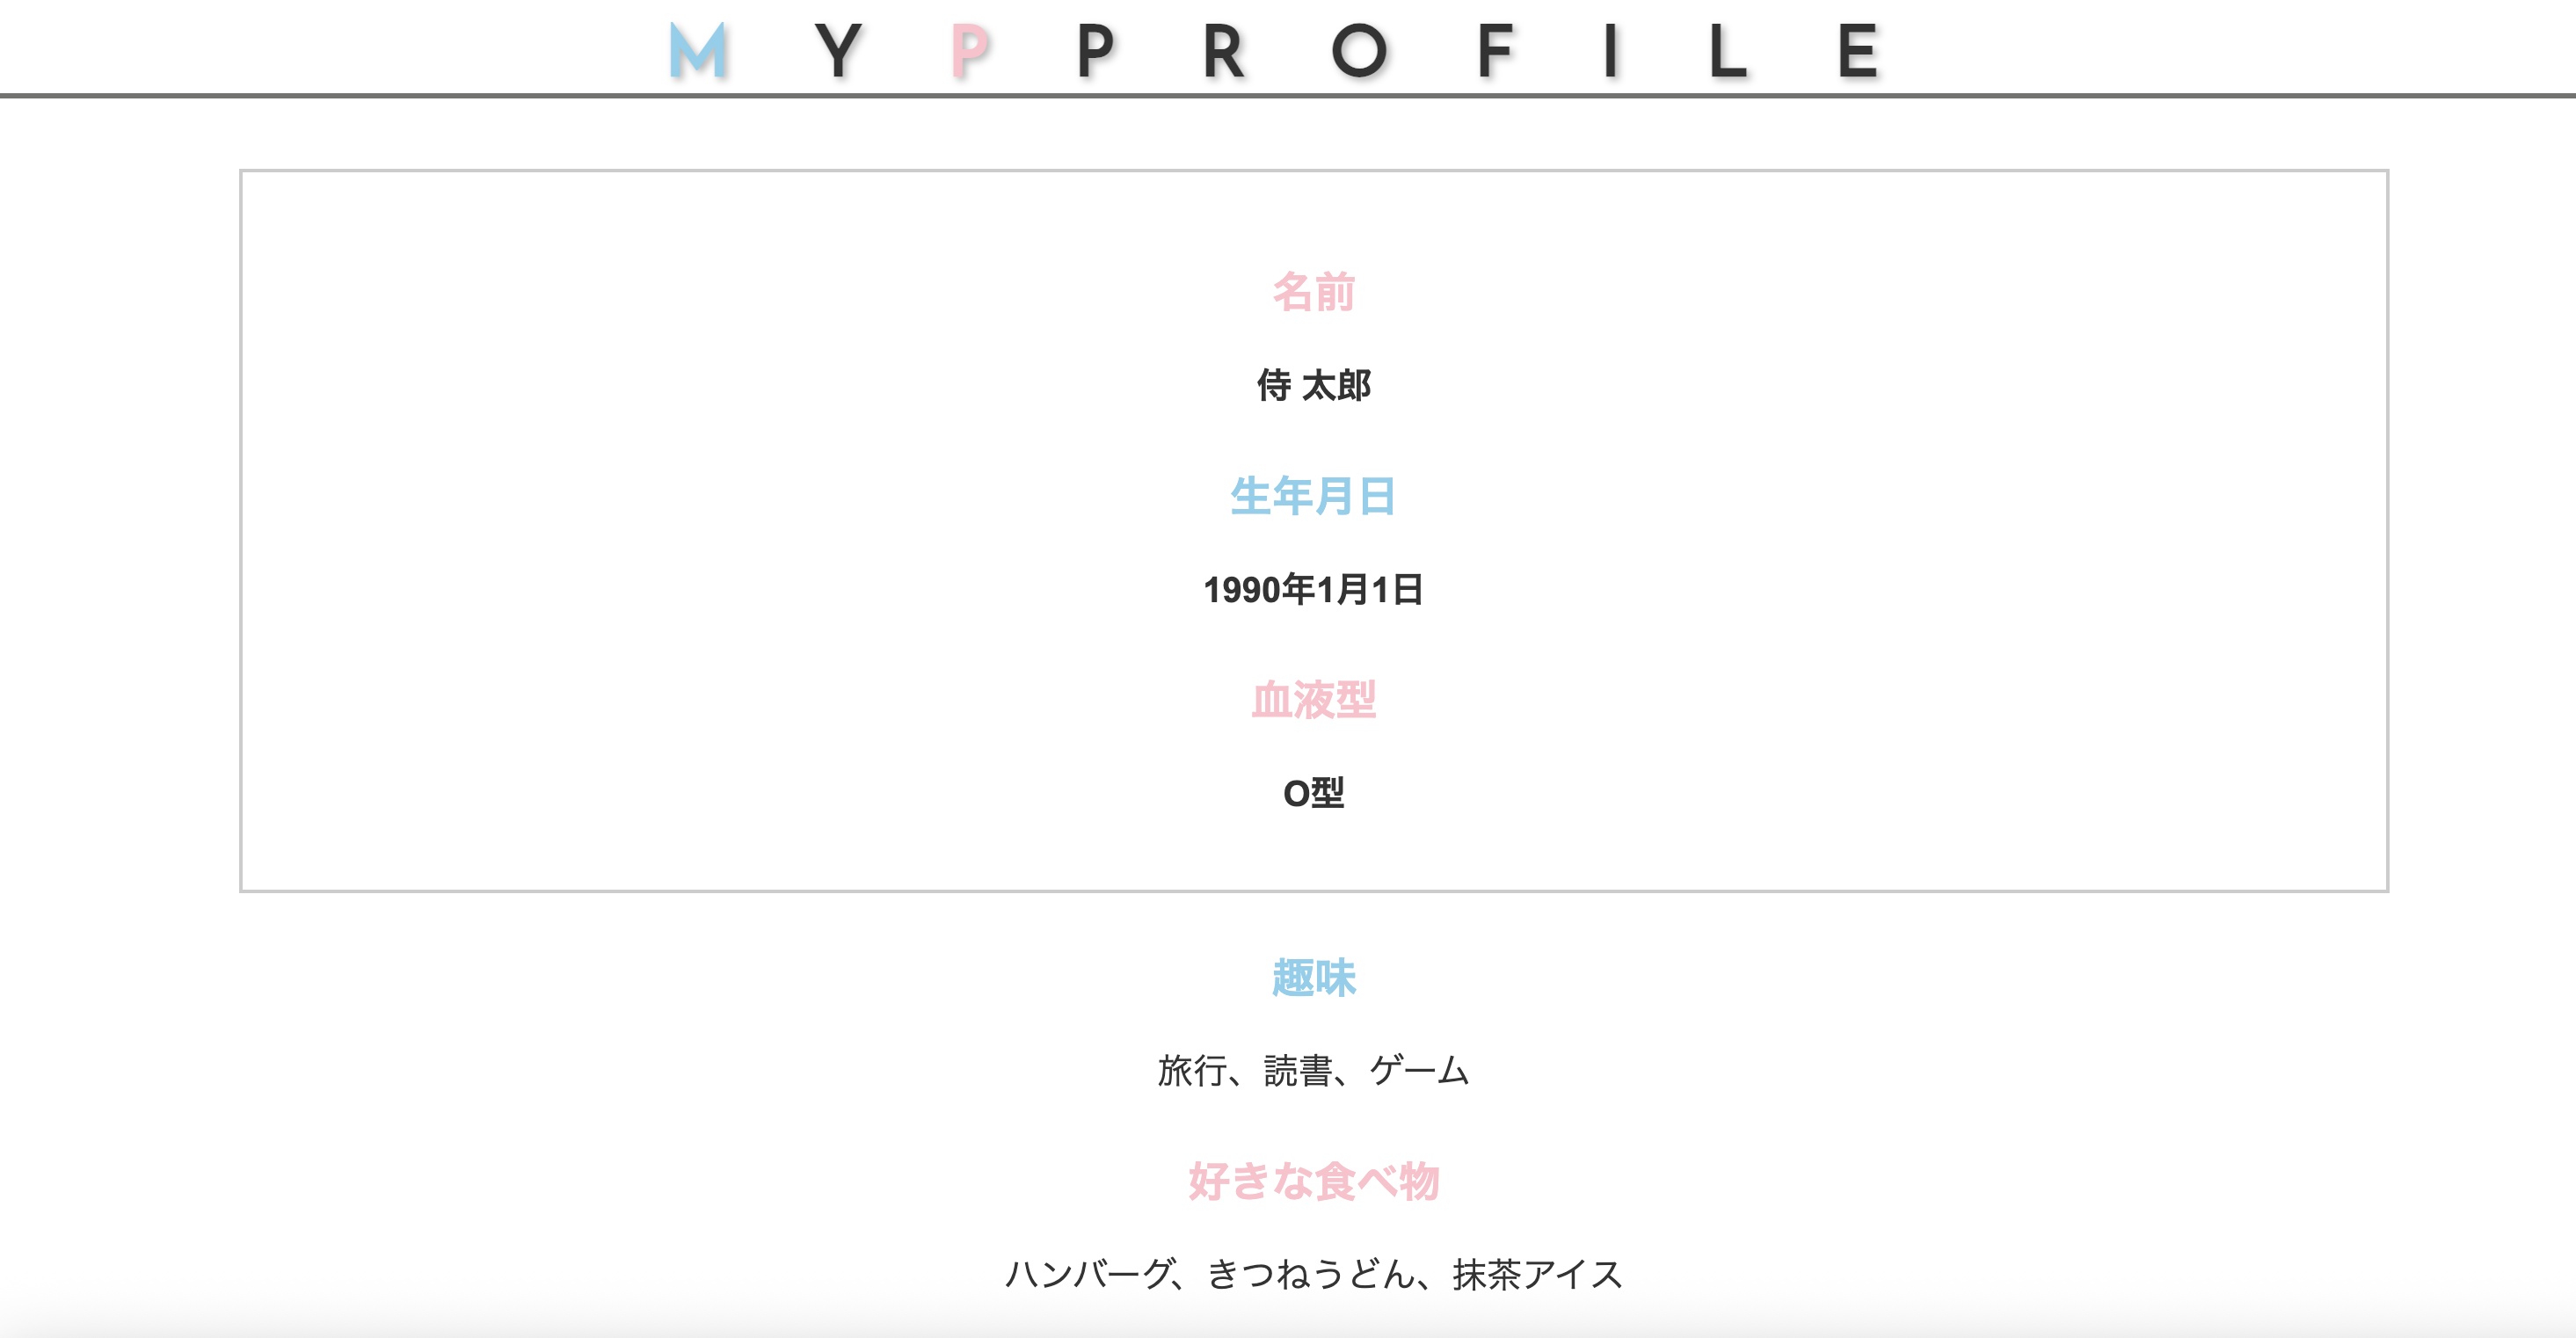 M Y P P R O F I L E
名前
侍 太郎
生年月日
1990年1月1日
血液型
O型
趣味
旅行、読書、ゲーム
好きな食べ物
ハンバーグ、きつねうどん、抹茶アイス